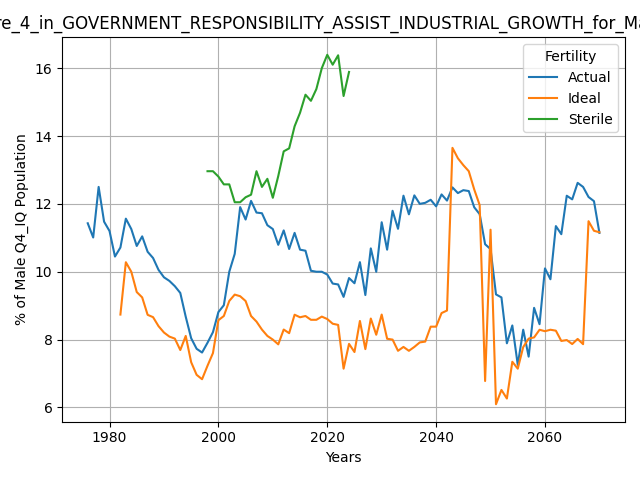 re_4_in_GOVERNMENT_RESPONSIBILITY_ASSIST_INDUSTRIAL_GROWTH_for_Ma
Fertility
Actual
Ideal
Sterile
% of Male Q4_IQ Population
16
14
12
10
8
6
1980 2000 2020 2040 2060
Years